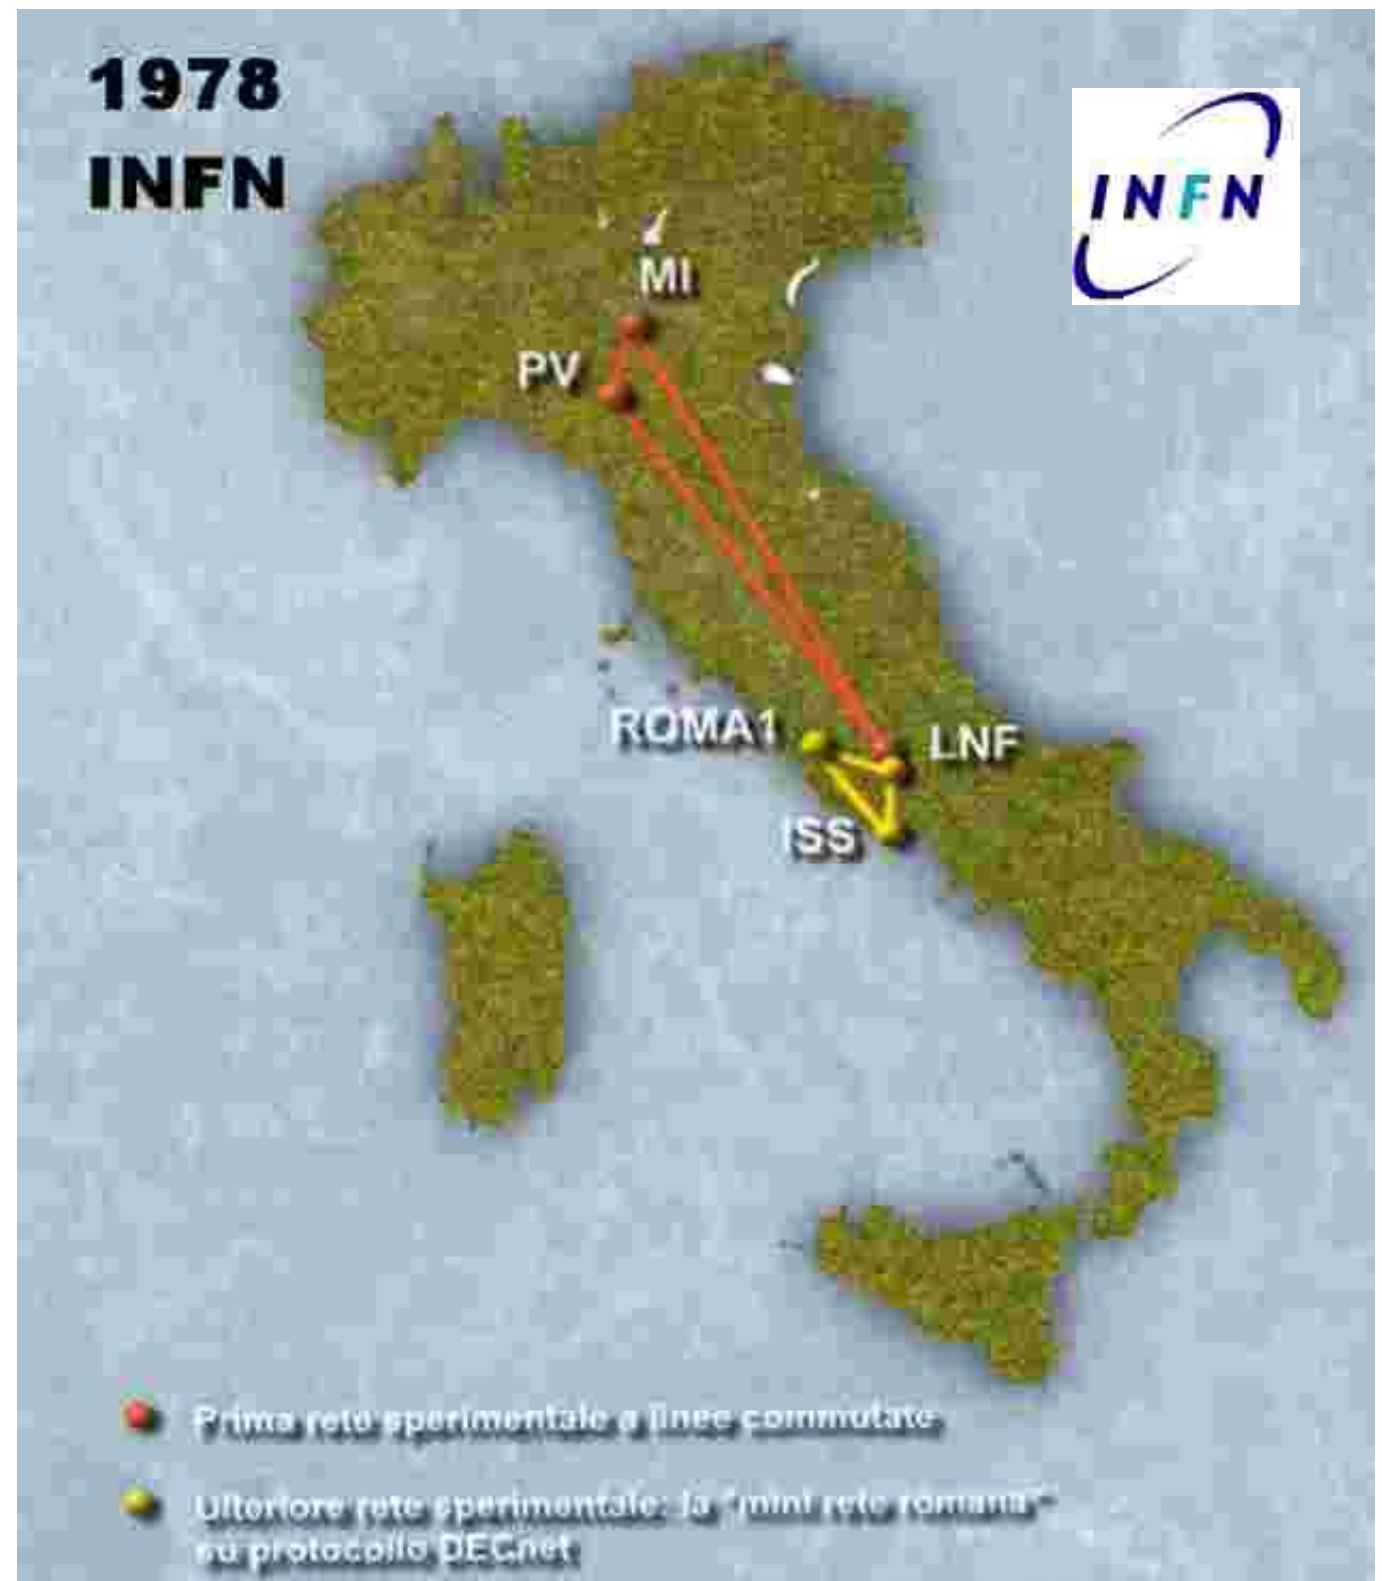 1978
INFN
INFN
MI
PV
ROMA1
LNF
ISS
Prima rete sperimentale a linee commutate
Ulteriore rete sperimentale: la "mini rete romana"
su protocollo DECnet